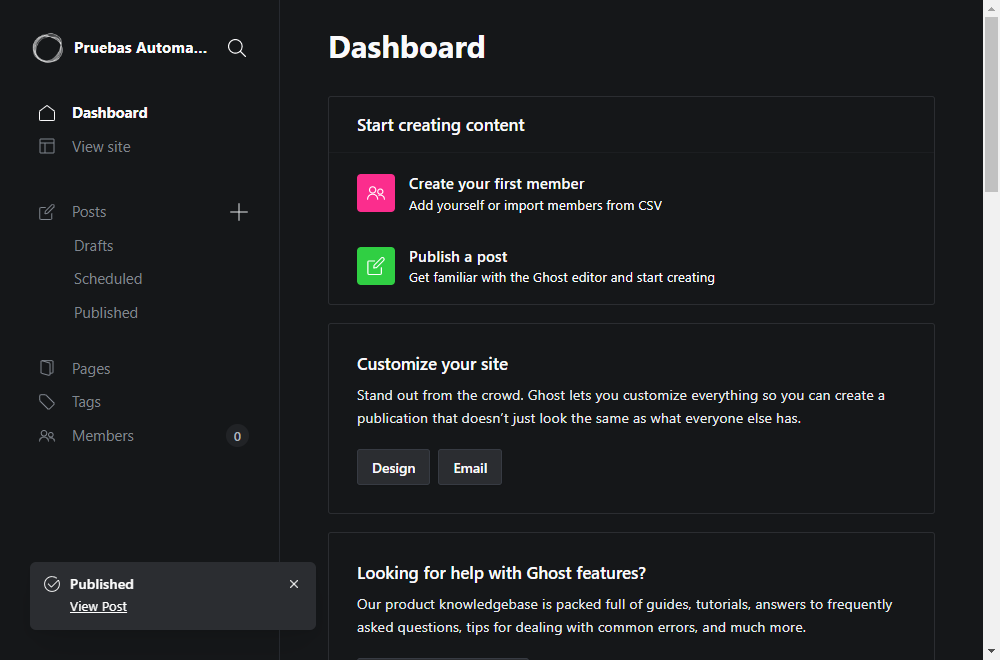 Pruebas Automa...
Dashboard
View site
Posts
Drafts
Scheduled
Published
Pages
Tags
Members
0
Published
View Post
Dashboard
Start creating content
Create your first member
Add yourself or import members from CSV
Publish a post
Get familiar with the Ghost editor and start creating
Customize your site
Stand out from the crowd. Ghost lets you customize everything so you can create a
publication that doesn’t just look the same as what everyone else has.
Design
Email
Looking for help with Ghost features?
Our product knowledgebase is packed full of guides, tutorials, answers to frequently
asked questions, tips for dealing with common errors, and much more.